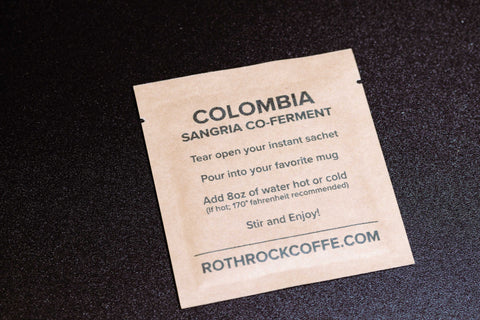 COLOMBIA
SANGRIA CO-FERMENT
Tear open your instant sachet
Pour into your favorite mug
Add 8oz of water hot or cold
(If hot; 170° fahrenheit recommended)
Stir and Enjoy!
ROTHROCKCOFFE.COM